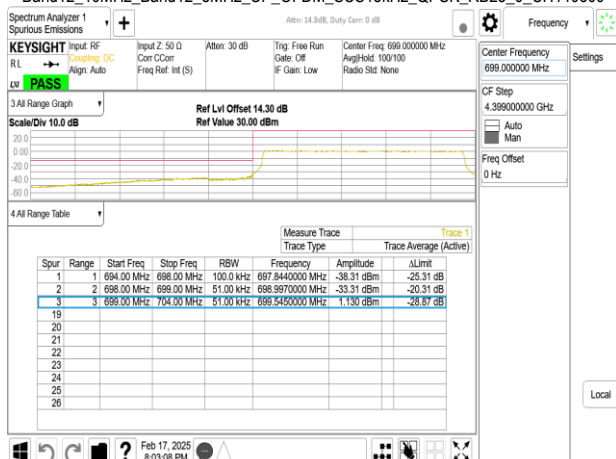 Spectrum Analyzer 1
Spurious Emissions
Attn: 14.3dB, Duty Corr: 0 dB
Frequency
KEYSIGHT Input: RF
RL
Coupling: DC
Align: Auto
Input Z: 50 Ω
Corr CCorr
Freq Ref: Int (S)
Atten: 30 dB
Trig: Free Run
Gate: Off
IF Gain: Low
Center Freq: 699.000000 MHz
Avg|Hold: 100/100
Radio Std: None
PASS
Center Frequency
699.000000 MHz
Settings
CF Step
4.399000000 GHz
Auto
Man
Freq Offset
0 Hz
3 All Range Graph
Scale/Div 10.0 dB
Ref Lvl Offset 14.30 dB
Ref Value 30.00 dBm
20.0
0.00
-20.0
-40.0
-60.0
4 All Range Table
Measure Trace Trace 1
Trace Type Trace Average (Active)
Spur Range Start Freq Stop Freq RBW Frequency Amplitude ΔLimit
1 1 694.00 MHz 698.00 MHz 100.0 kHz 697.8440000 MHz -38.31 dBm -25.31 dB
2 2 698.00 MHz 699.00 MHz 51.00 kHz 698.9970000 MHz -33.31 dBm -20.31 dB
3 3 699.00 MHz 704.00 MHz 51.00 kHz 699.5450000 MHz 1.130 dBm -28.87 dB
19
20
21
22
23
24
25
26
Local
?
Feb 17, 2025
8:03:08 PM